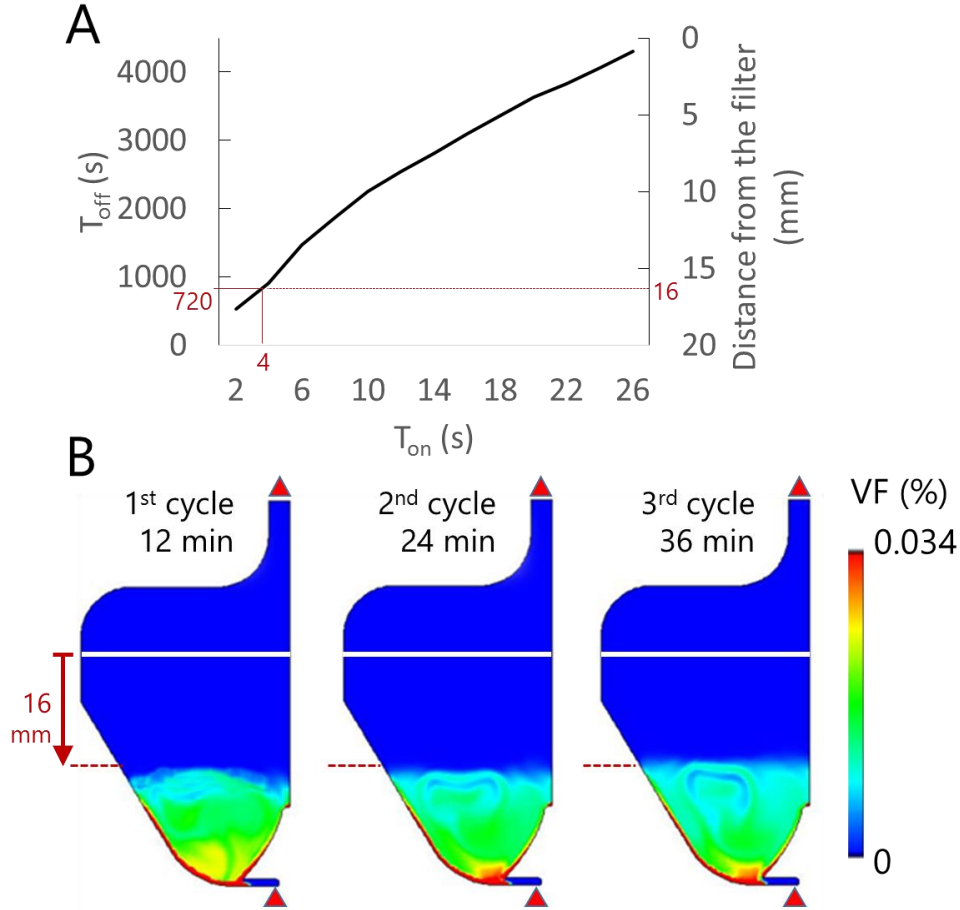 A
4000
3000
2000
1000
0
T_off (s)
720
0
5
10
15
20
16
Distance from the filter
(mm)
4
2 6 10 14 18 22 26
T_on (s)
B
1st cycle
12 min
2nd cycle
24 min
3rd cycle
36 min
VF (%)
0.034
0
16
mm